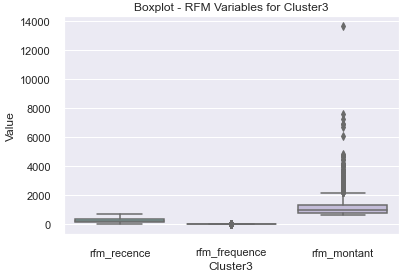 Boxplot - RFM Variables for Cluster3
14000
12000
10000
8000
6000
4000
2000
0
Value
rfm_recence
rfm_frequence
rfm_montant
Cluster3